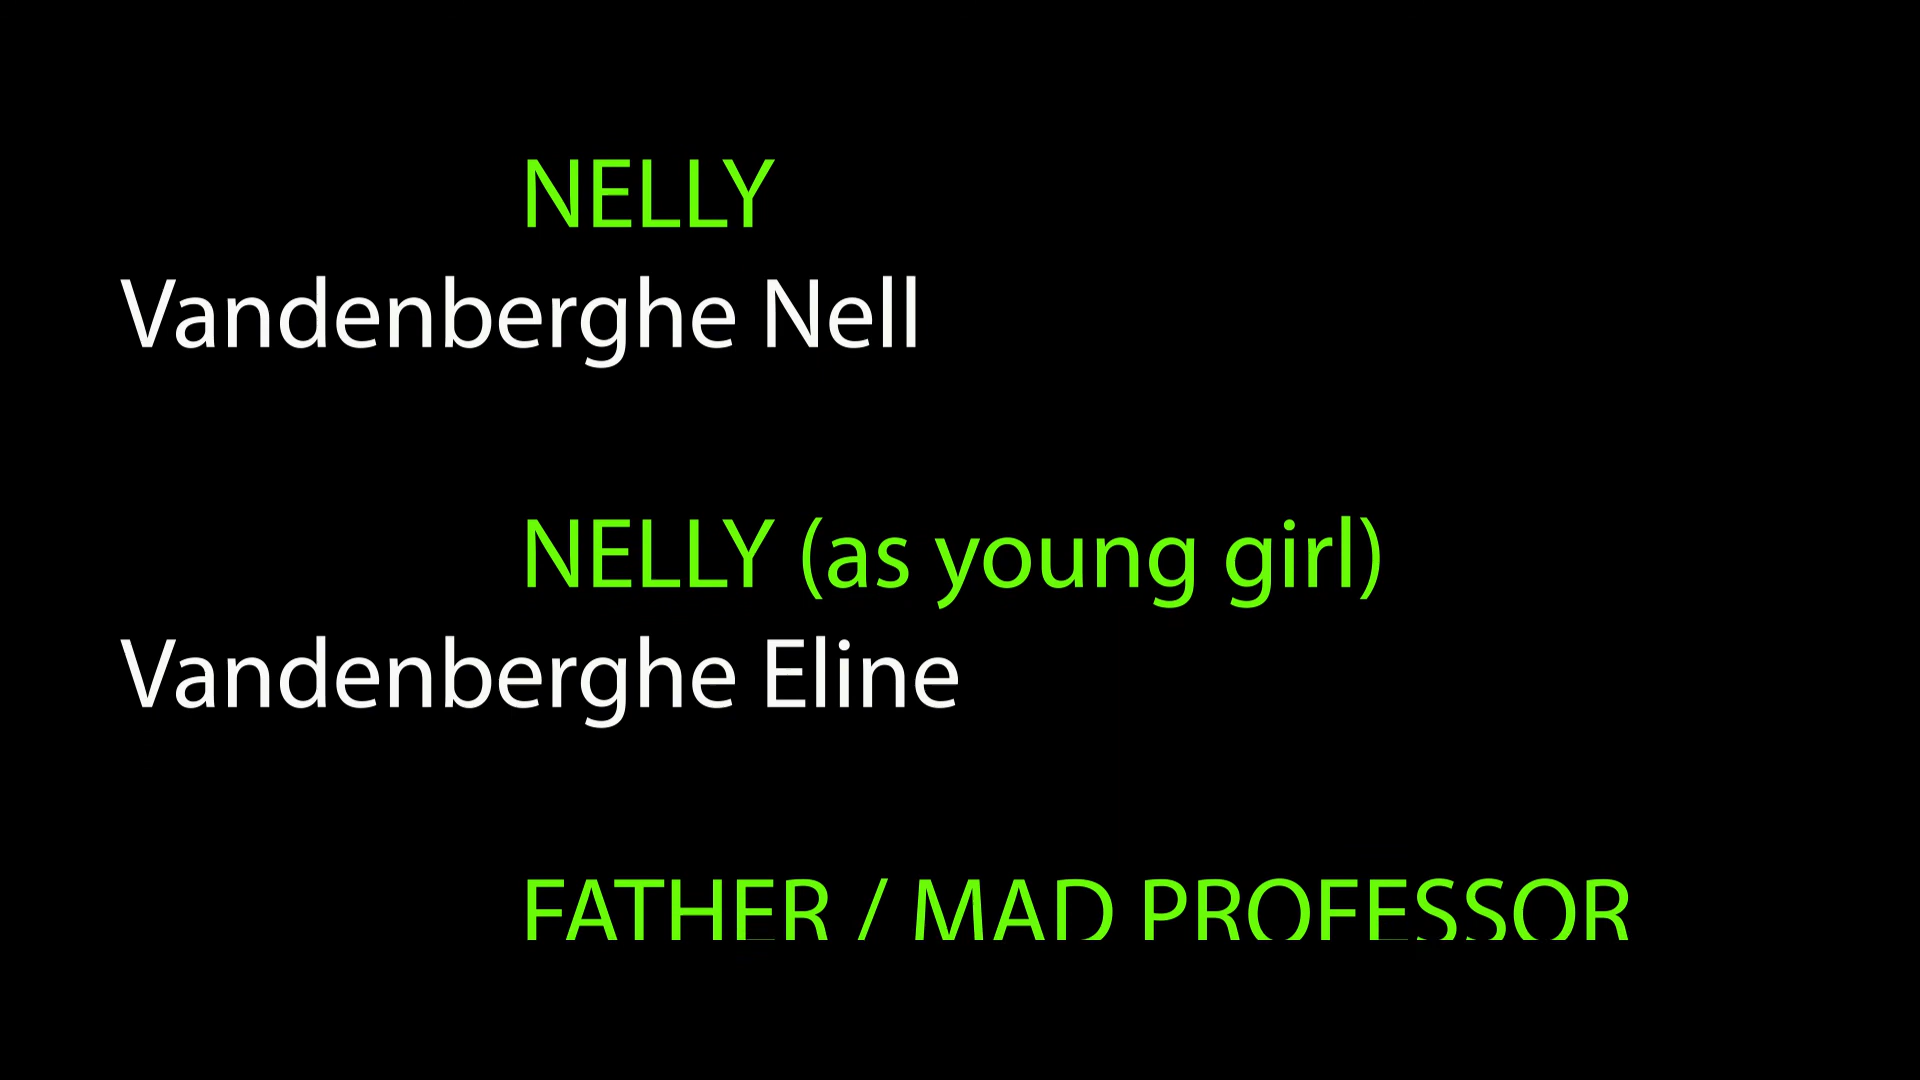 NELLY
Vandenberghe Nell
NELLY (as young girl)
Vandenberghe Eline
FATHER / MAD PROFESSOR